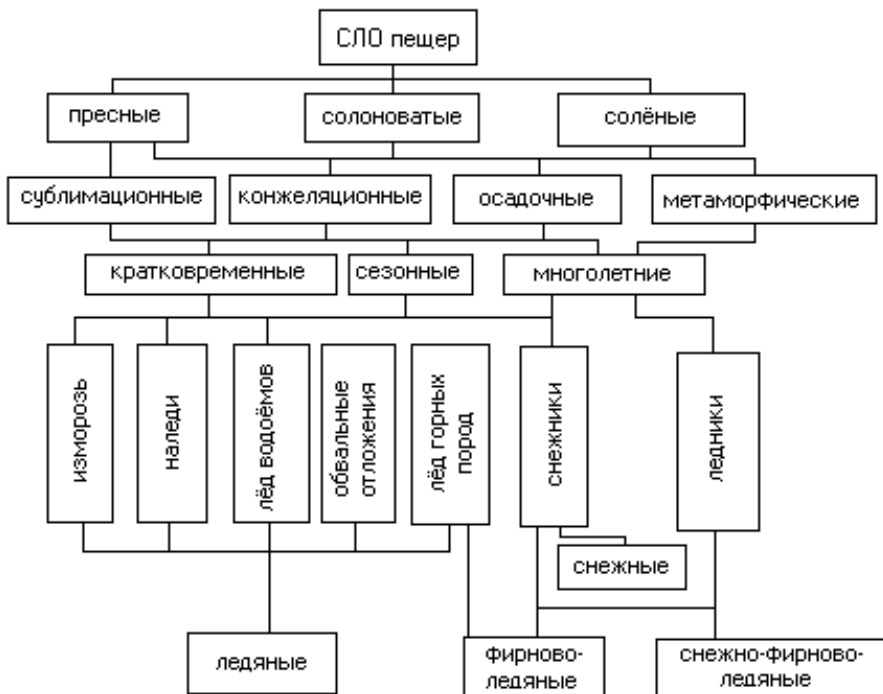 СЛО пещер
пресные
солоноватые
солёные
сублимационные
конжеляционные
осадочные
метаморфические
кратковременные
сезонные
многолетние
изморозь
наледи
лёд водоёмов
обвальные
отложения
лёд горных
пород
снежники
ледники
снежные
ледяные
фирново-
ледяные
снежно-фирново-
ледяные